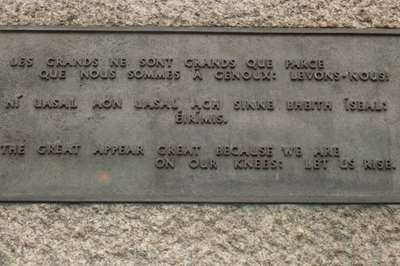 LES GRANDS NE SONT GRANDS QUE PARCE
QUE NOUS SOMMES À GENOUX: LEVONS-NOUS!
NÍ UASAL AON UASAL ACH SINNE BHEITH ÍSEAL:
ÉIRÍMIS.
THE GREAT APPEAR GREAT BECAUSE WE ARE
ON OUR KNEES: LET US RISE.